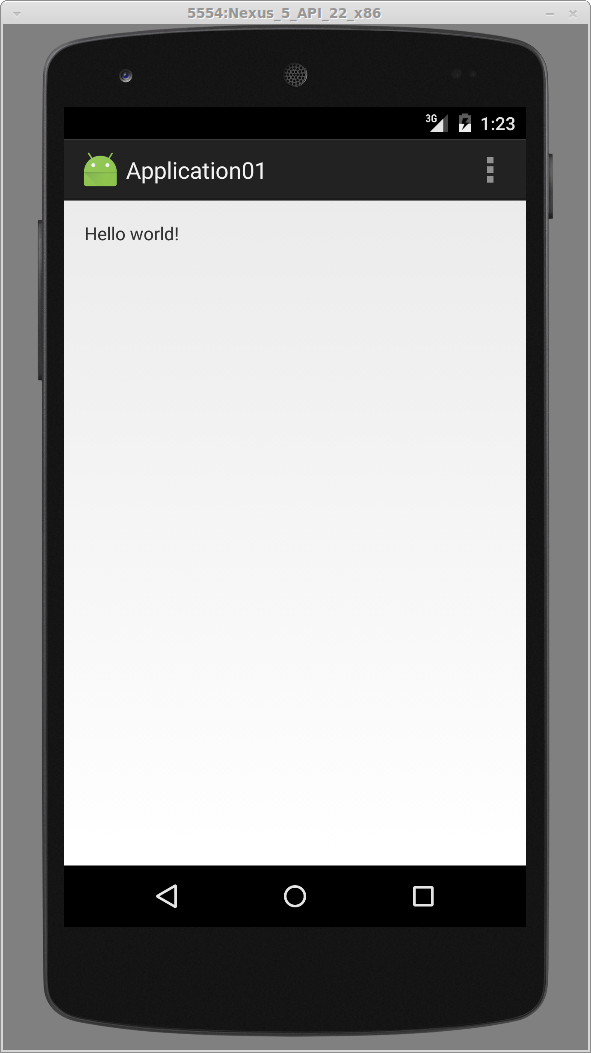 5554:Nexus_5_API_22_x86
3G 1:23
Application01
Hello world!